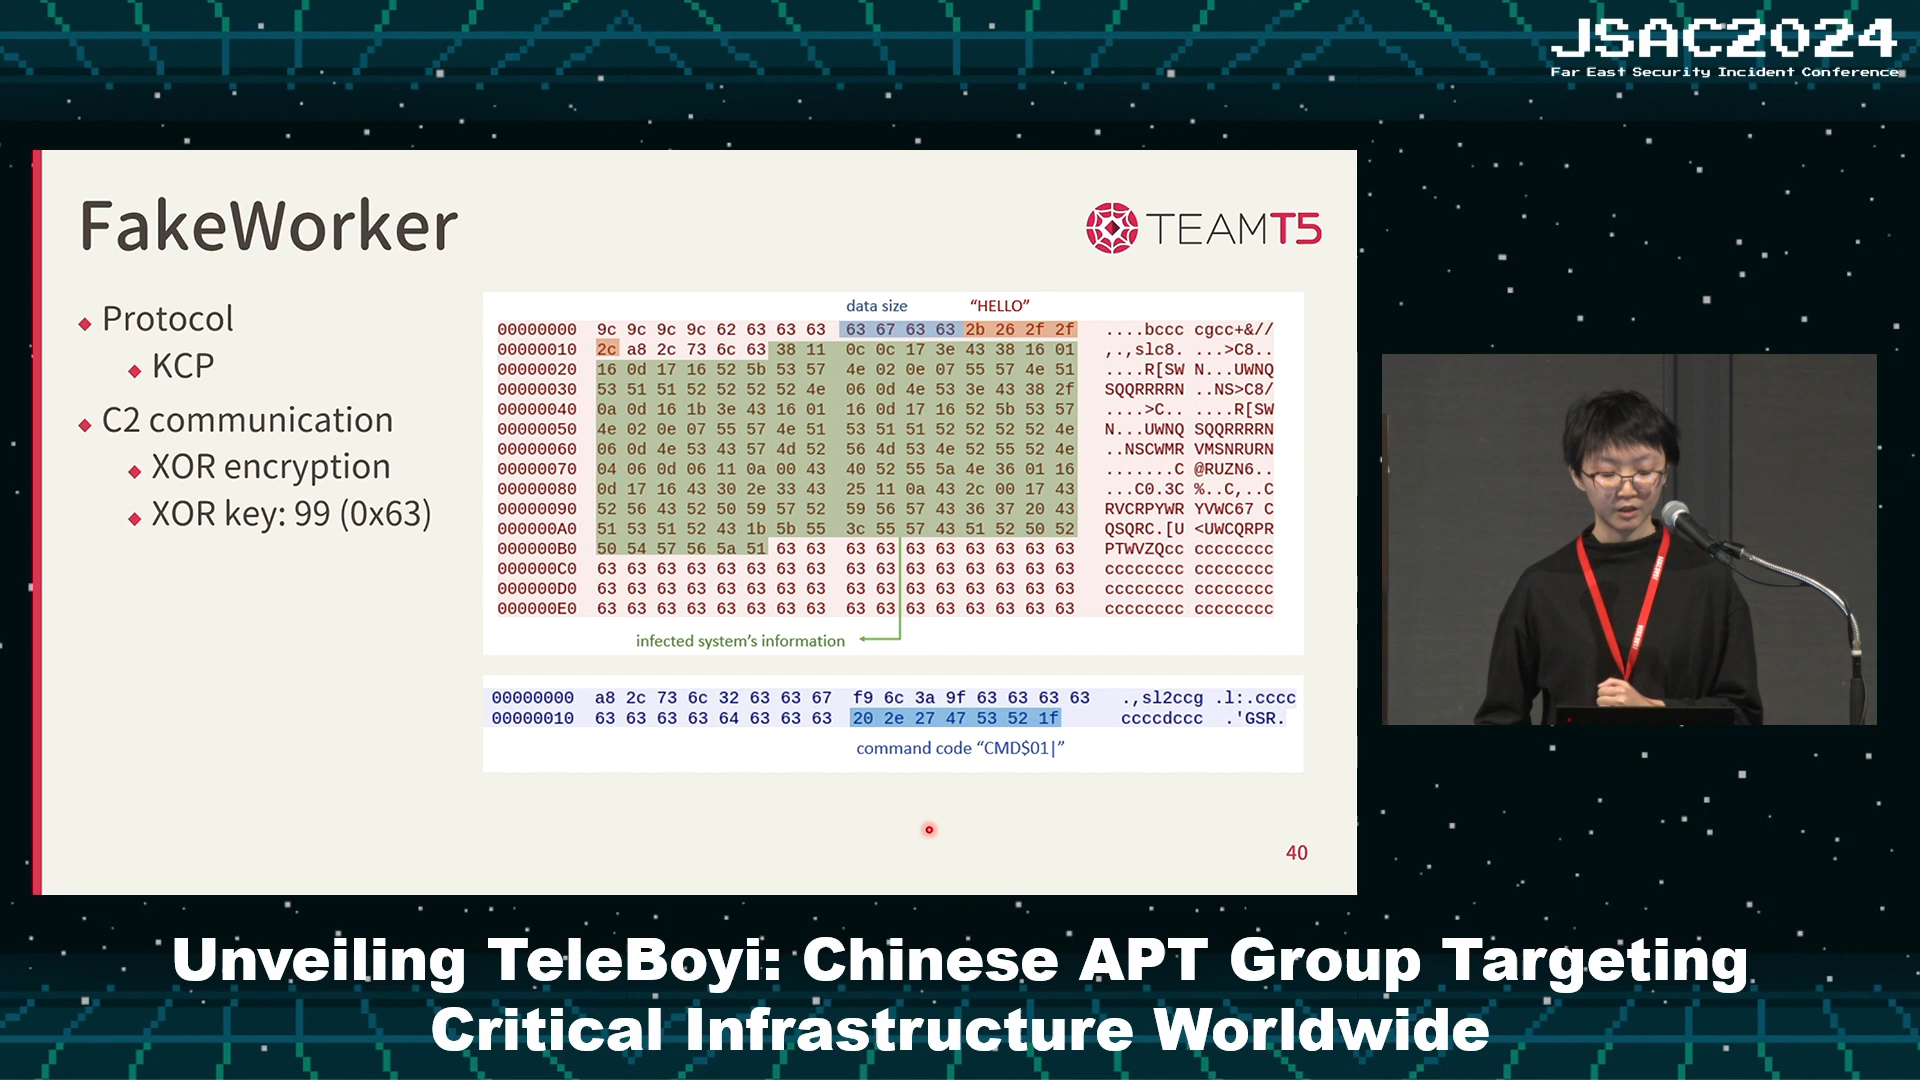 JSAC2024
Far East Security Incident Conference
FakeWorker
TEAMT5
Protocol
KCP
C2 communication
XOR encryption
XOR key: 99 (0x63)
data size “HELLO”
00000000 9c 9c 9c 9c 62 63 63 63 63 67 63 63 2b 26 2f 2f ....bccc cgcc+&//
00000010 2c a8 2c 73 6c 63 38 11 0c 0c 17 3e 43 38 16 01 ,.,slc8. ...>C8..
00000020 16 0d 17 16 52 5b 53 57 4e 02 0e 07 55 57 4e 51 ....R[SW N...UWNQ
00000030 53 51 51 52 52 52 52 4e 06 0d 4e 53 3e 43 38 2f SQQRRRRN ..NS>C8/
00000040 0a 0d 16 1b 3e 43 16 01 16 0d 17 16 52 5b 53 57 ....>C.. ....R[SW
00000050 4e 02 0e 07 55 57 4e 51 53 51 51 52 52 52 52 4e N...UWNQ SQQRRRRN
00000060 06 0d 4e 53 43 57 4d 52 56 4d 53 4e 52 55 52 4e ..NSCWMR VMSNRURN
00000070 04 06 0d 06 11 0a 00 43 40 52 55 5a 4e 36 01 16 .......C @RUZN6..
00000080 0d 17 16 43 30 2e 33 43 25 11 0a 43 2c 00 17 43 ...C0.3C %..C,..C
00000090 52 56 43 52 50 59 57 52 59 56 57 43 36 37 20 43 RVCRPYWR YVWC67 C
000000A0 51 53 51 52 43 1b 5b 55 3c 55 57 43 51 52 50 52 QSQRC.[U <UWCQRPR
000000B0 50 54 57 56 5a 51 63 63 63 63 63 63 63 63 63 63 PTWVZQcc cccccccc
000000C0 63 63 63 63 63 63 63 63 63 63 63 63 63 63 63 63 cccccccc cccccccc
000000D0 63 63 63 63 63 63 63 63 63 63 63 63 63 63 63 63 cccccccc cccccccc
000000E0 63 63 63 63 63 63 63 63 63 63 63 63 63 63 63 63 cccccccc cccccccc
infected system’s information
00000000 a8 2c 73 6c 32 63 63 67 f9 6c 3a 9f 63 63 63 63 .,sl2ccg .l:.cccc
00000010 63 63 63 63 64 63 63 63 20 2e 27 47 53 52 1f ccccdccc .'GSR.
command code “CMD$01|”
40
Unveiling TeleBoyi: Chinese APT Group Targeting
Critical Infrastructure Worldwide